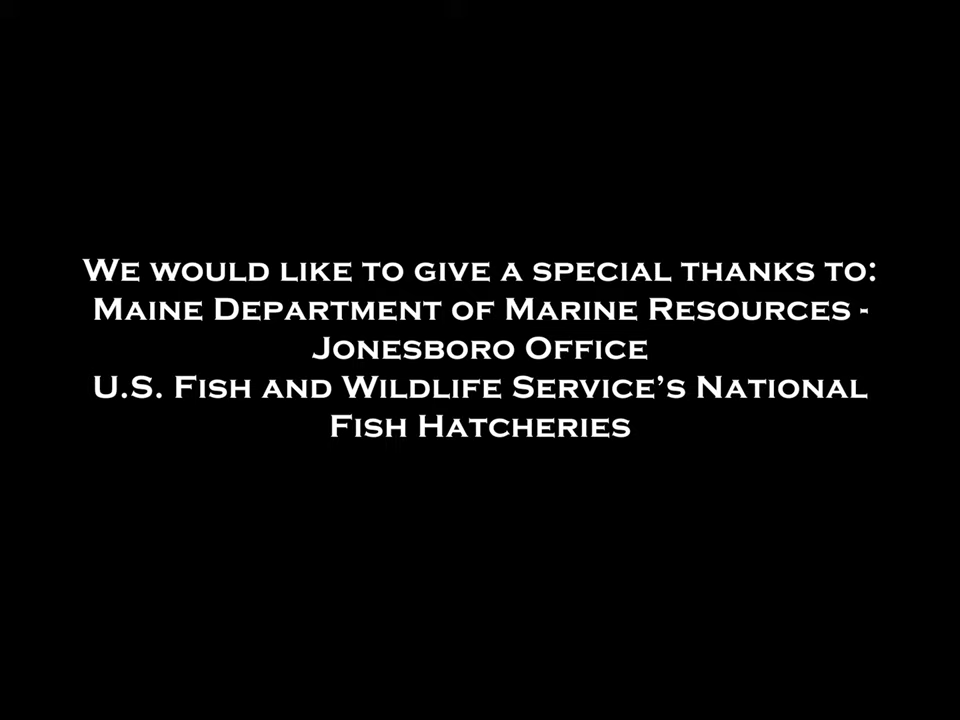 We would like to give a special thanks to:
Maine Department of Marine Resources -
Jonesboro Office
U.S. Fish and Wildlife Service’s National
Fish Hatcheries